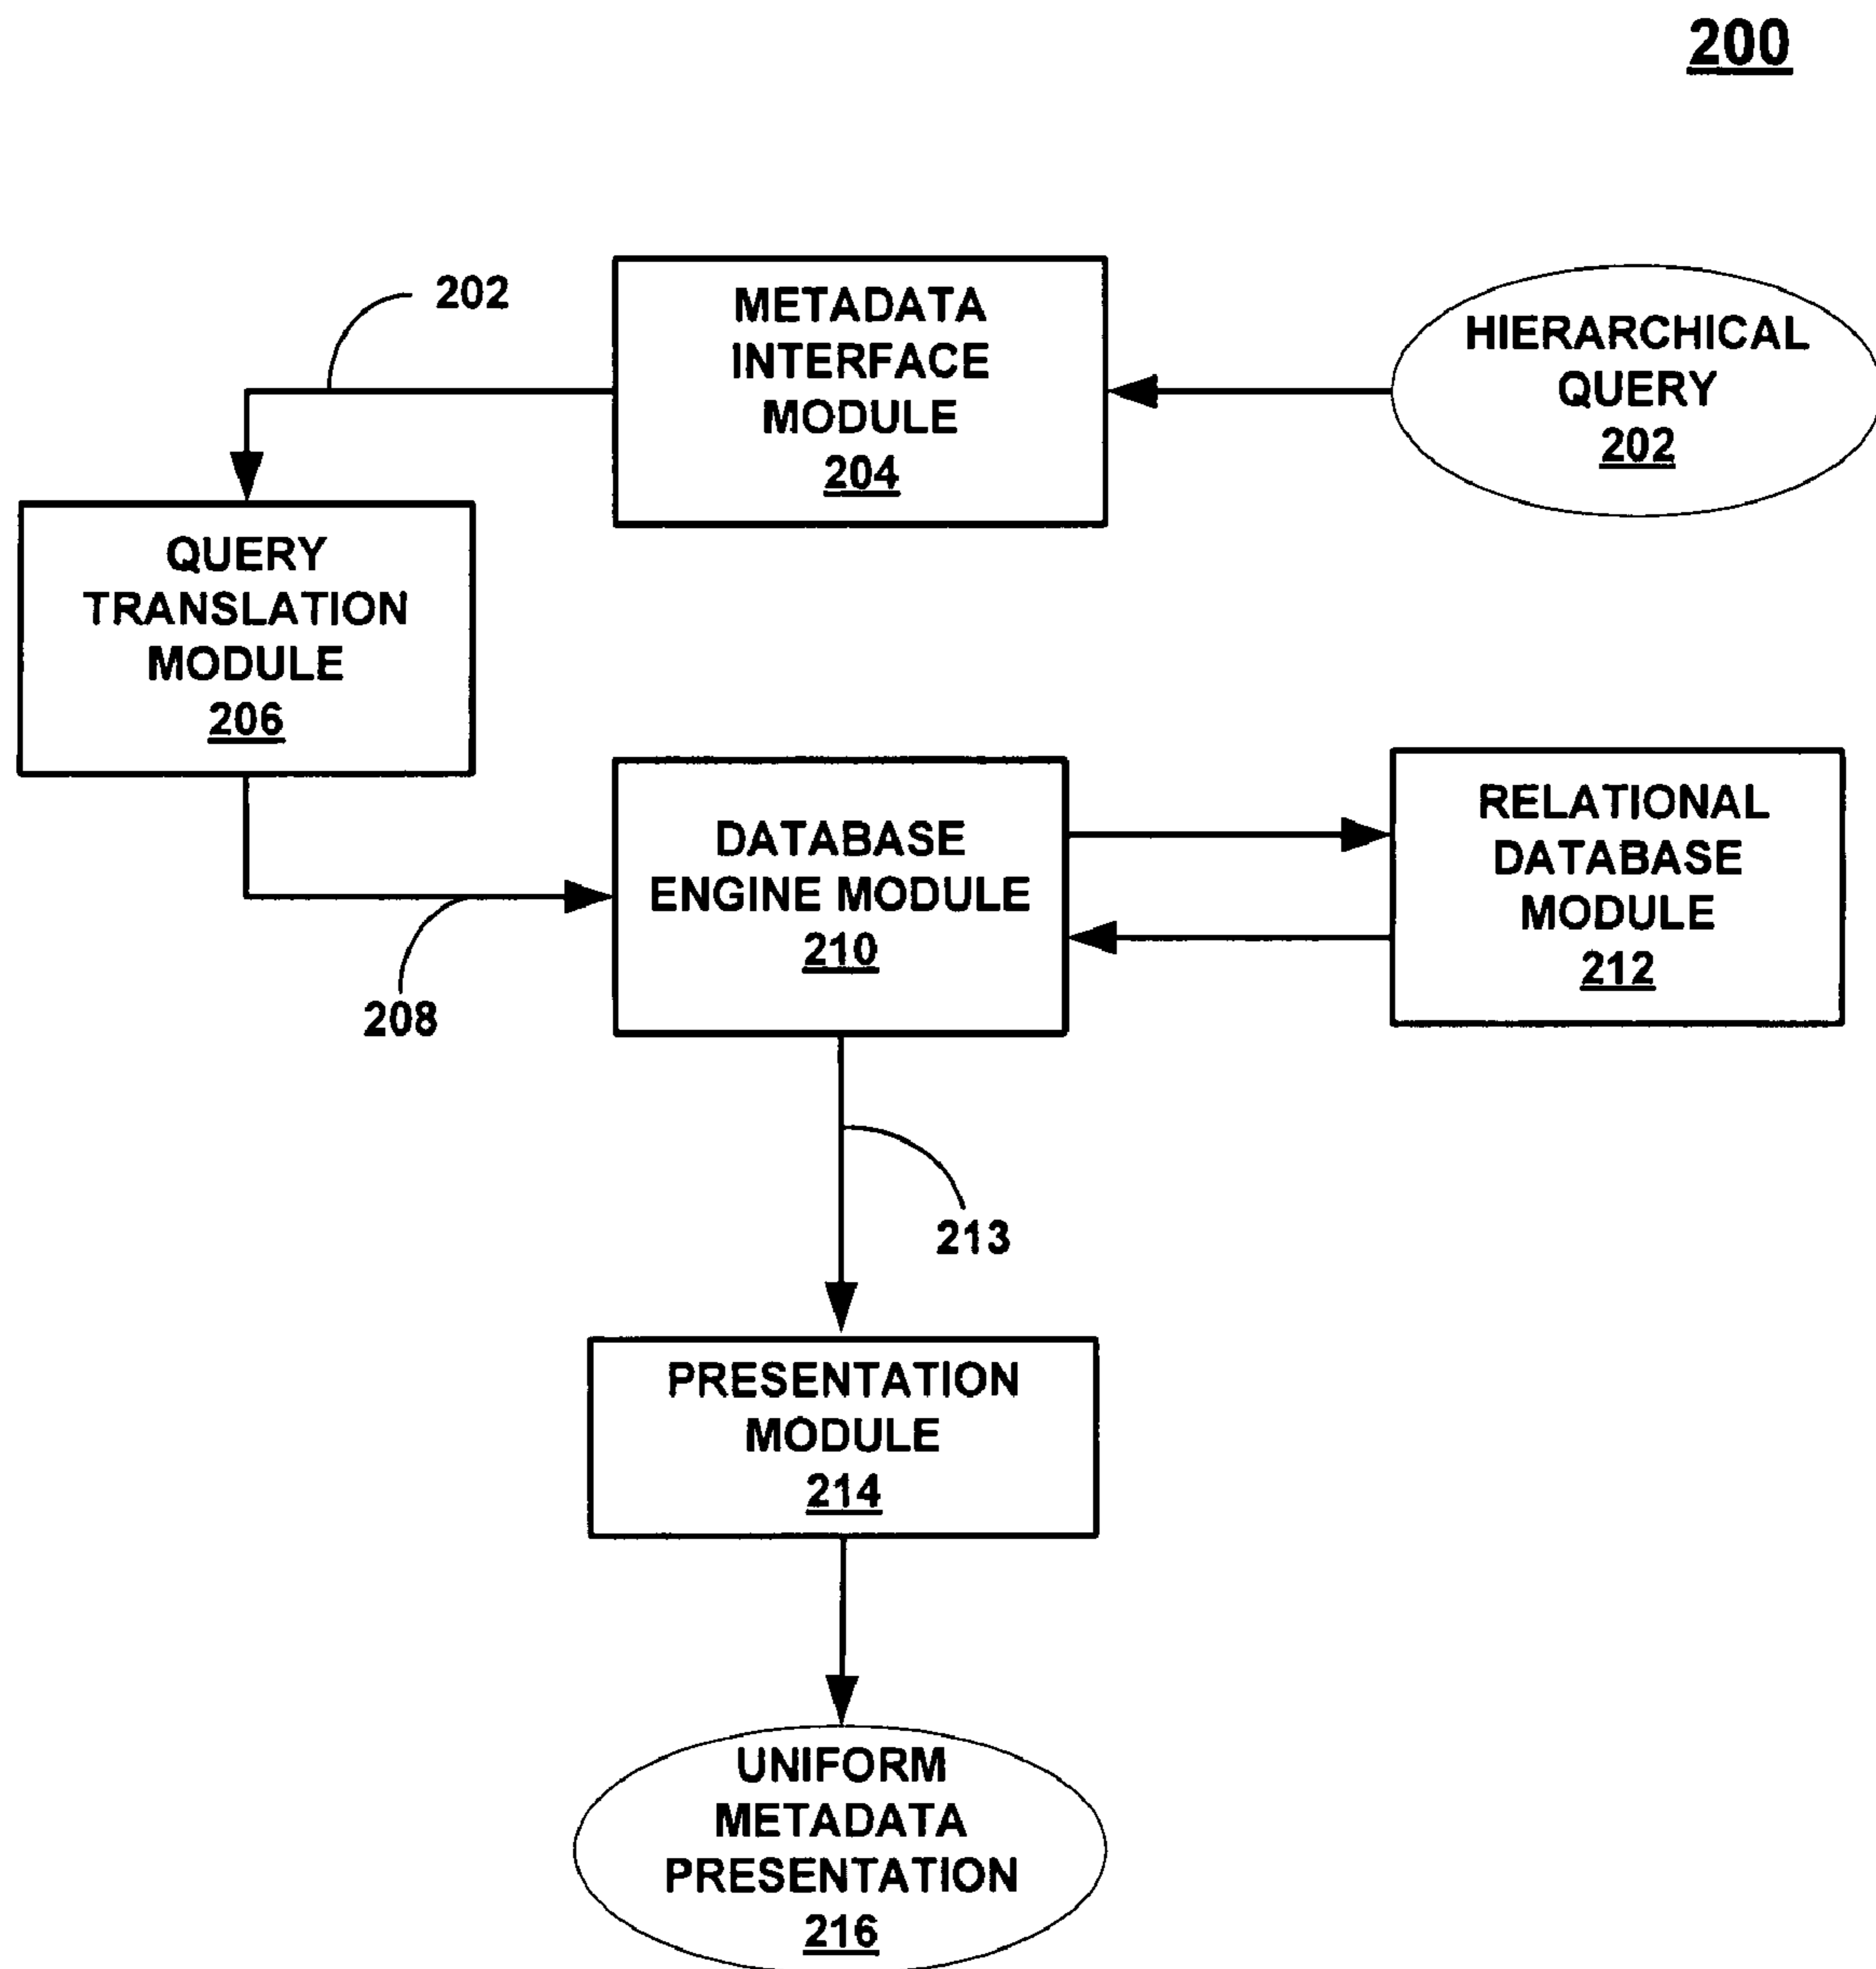 200
202
METADATA
INTERFACE
MODULE
204
HIERARCHICAL
QUERY
202
QUERY
TRANSLATION
MODULE
206
DATABASE
ENGINE MODULE
210
RELATIONAL
DATABASE
MODULE
212
208
213
PRESENTATION
MODULE
214
UNIFORM
METADATA
PRESENTATION
216